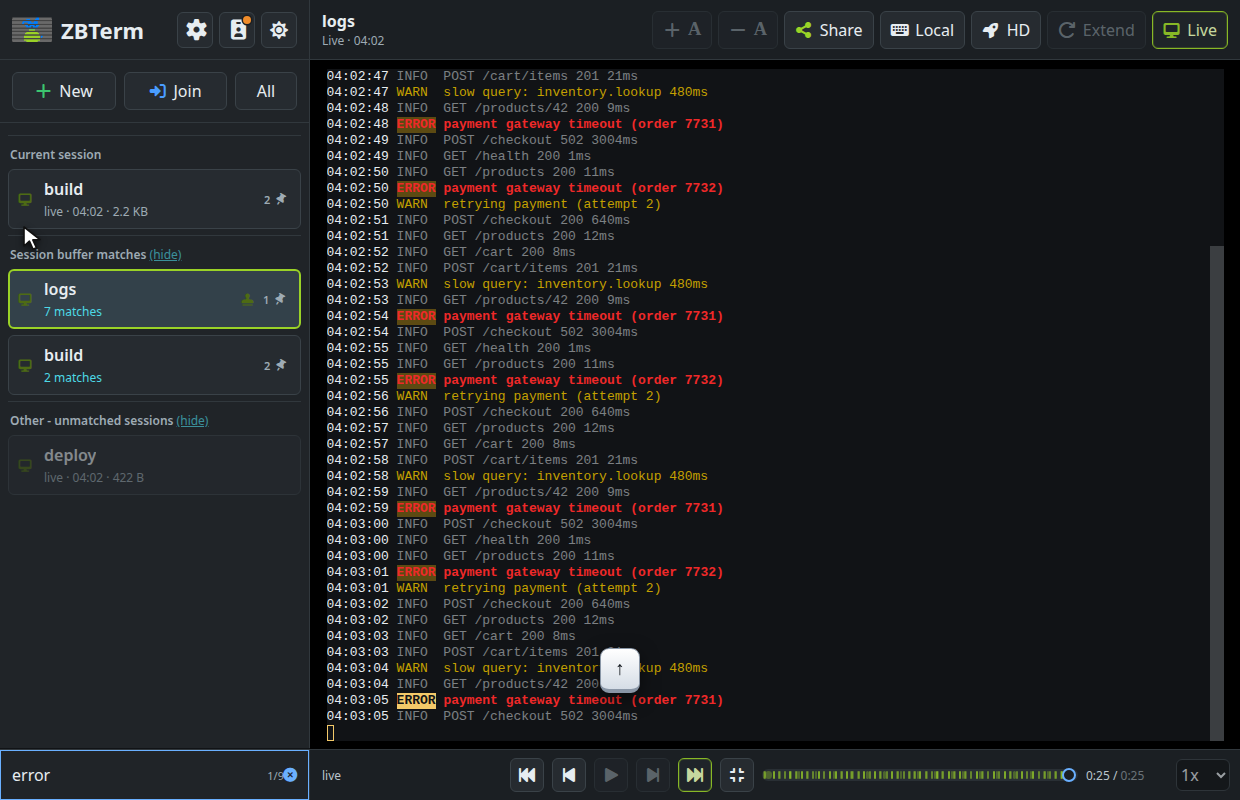 ZBTerm
New
Join
All
Current session
build
live · 04:02 · 2.2 KB
2
Session buffer matches (hide)
logs
7 matches
1
build
2 matches
2
Other - unmatched sessions (hide)
deploy
live · 04:02 · 422 B
error
1/9
logs
Live · 04:02
+ A
− A
Share
Local
HD
Extend
Live
04:02:47 INFO POST /cart/items 201 21ms
04:02:47 WARN slow query: inventory.lookup 480ms
04:02:48 INFO GET /products/42 200 9ms
04:02:48 ERROR payment gateway timeout (order 7731)
04:02:49 INFO POST /checkout 502 3004ms
04:02:49 INFO GET /health 200 1ms
04:02:50 INFO GET /products 200 11ms
04:02:50 ERROR payment gateway timeout (order 7732)
04:02:50 WARN retrying payment (attempt 2)
04:02:51 INFO POST /checkout 200 640ms
04:02:51 INFO GET /products 200 12ms
04:02:52 INFO GET /cart 200 8ms
04:02:52 INFO POST /cart/items 201 21ms
04:02:53 WARN slow query: inventory.lookup 480ms
04:02:53 INFO GET /products/42 200 9ms
04:02:54 ERROR payment gateway timeout (order 7731)
04:02:54 INFO POST /checkout 502 3004ms
04:02:55 INFO GET /health 200 1ms
04:02:55 INFO GET /products 200 11ms
04:02:55 ERROR payment gateway timeout (order 7732)
04:02:56 WARN retrying payment (attempt 2)
04:02:56 INFO POST /checkout 200 640ms
04:02:57 INFO GET /products 200 12ms
04:02:57 INFO GET /cart 200 8ms
04:02:58 INFO POST /cart/items 201 21ms
04:02:58 WARN slow query: inventory.lookup 480ms
04:02:59 INFO GET /products/42 200 9ms
04:02:59 ERROR payment gateway timeout (order 7731)
04:03:00 INFO POST /checkout 502 3004ms
04:03:00 INFO GET /health 200 1ms
04:03:00 INFO GET /products 200 11ms
04:03:01 ERROR payment gateway timeout (order 7732)
04:03:01 WARN retrying payment (attempt 2)
04:03:02 INFO POST /checkout 200 640ms
04:03:02 INFO GET /products 200 12ms
04:03:03 INFO GET /cart 200 8ms
04:03:03 INFO POST /cart/items 201
04:03:04 WARN slow query: 480ms
04:03:04 INFO GET /products/42 200
04:03:05 ERROR payment gateway timeout (order 7731)
04:03:05 INFO POST /checkout 502 3004ms
↑
live
0:25 / 0:25
1x